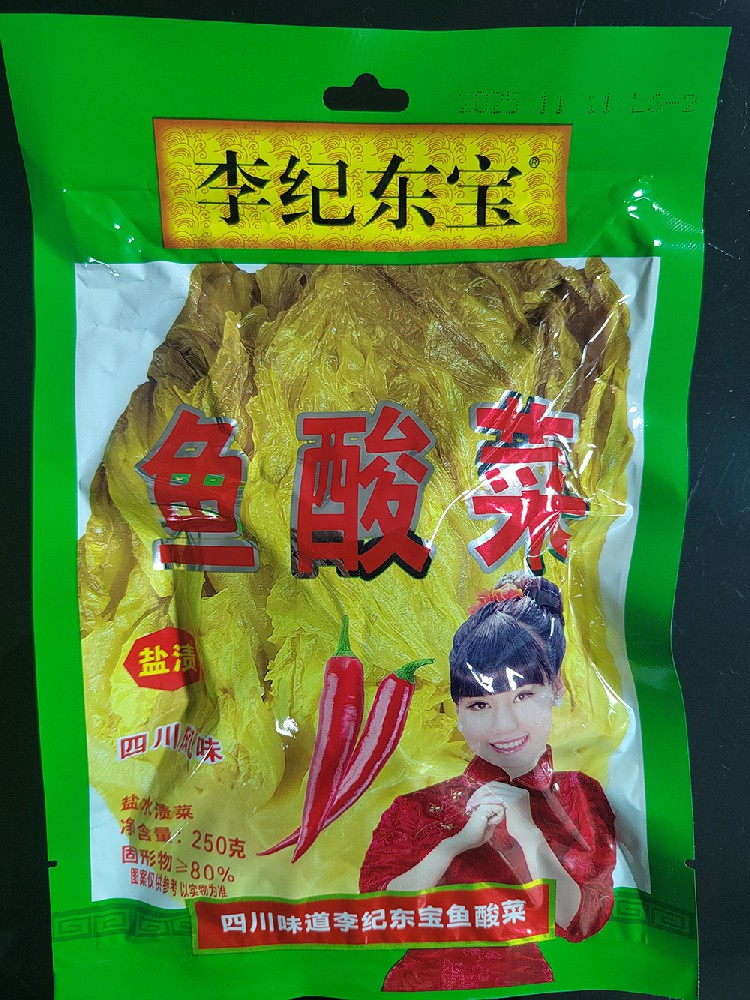 2025 11 11 LG-2
李纪东宝®
鱼酸菜
盐渍
四川风味
盐水渍菜
净含量：250克
固形物≥80%
图案仅供参考以实物为准
四川味道李纪东宝鱼酸菜